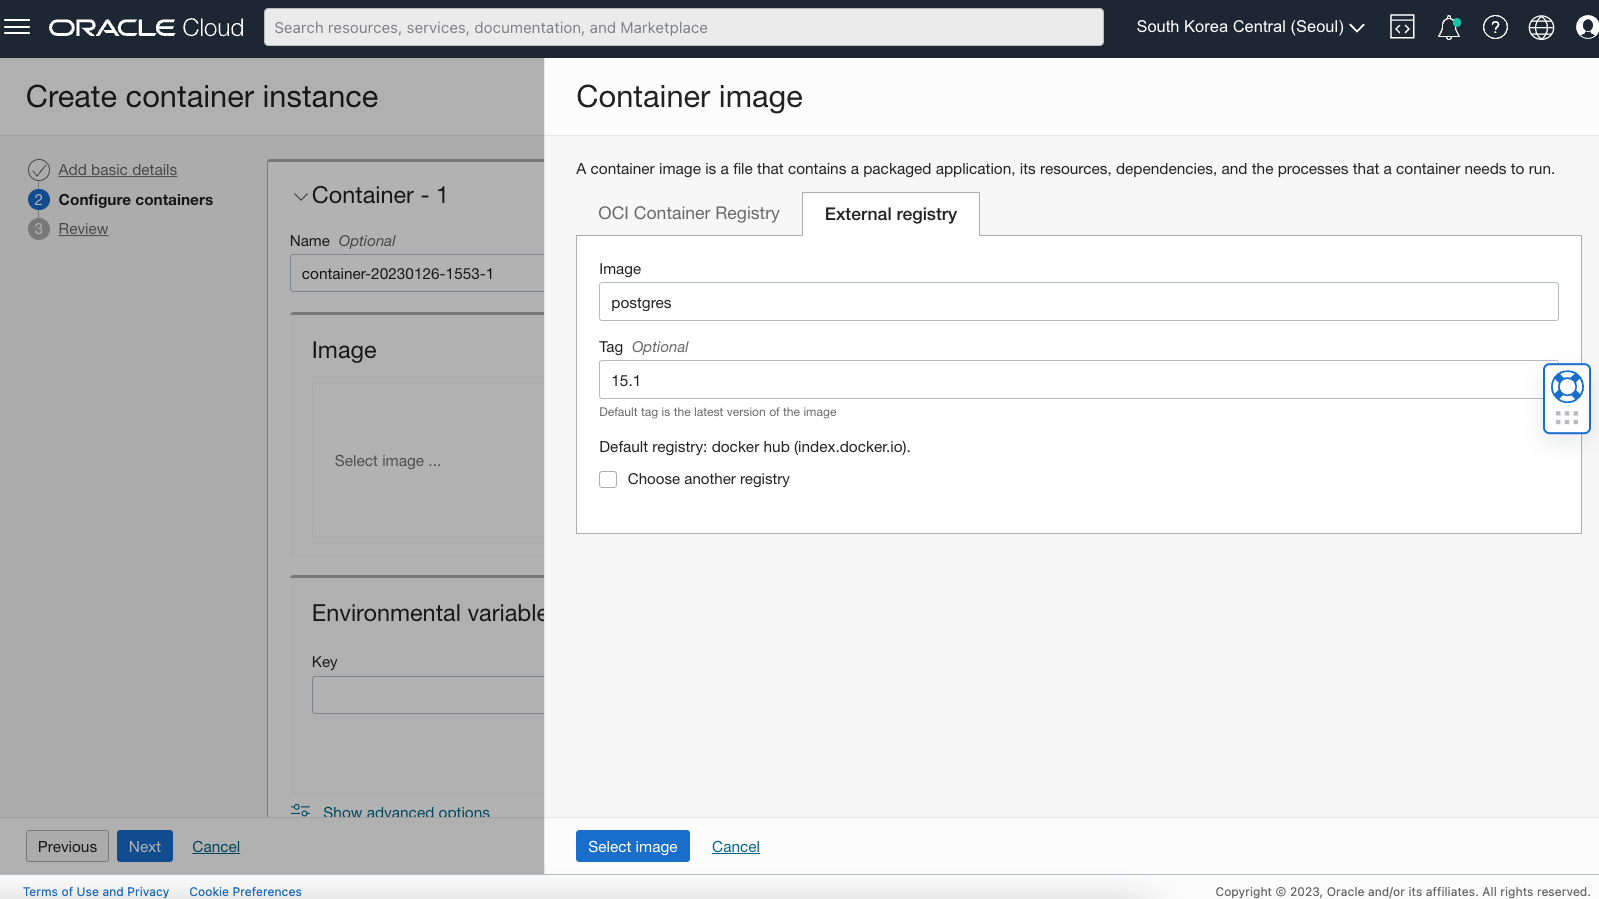 ORACLE Cloud
Search resources, services, documentation, and Marketplace
South Korea Central (Seoul)
Create container instance
Add basic details
2 Configure containers
3 Review
Container - 1
Name Optional
container-20230126-1553-1
Image
Select image ...
Environmental variable
Key
Show advanced options
Previous
Next
Cancel
Container image
A container image is a file that contains a packaged application, its resources, dependencies, and the processes that a container needs to run.
OCI Container Registry
External registry
Image
postgres
Tag Optional
15.1
Default tag is the latest version of the image
Default registry: docker hub (index.docker.io).
Choose another registry
Select image
Cancel
Terms of Use and Privacy
Cookie Preferences
Copyright © 2023, Oracle and/or its affiliates. All rights reserved.